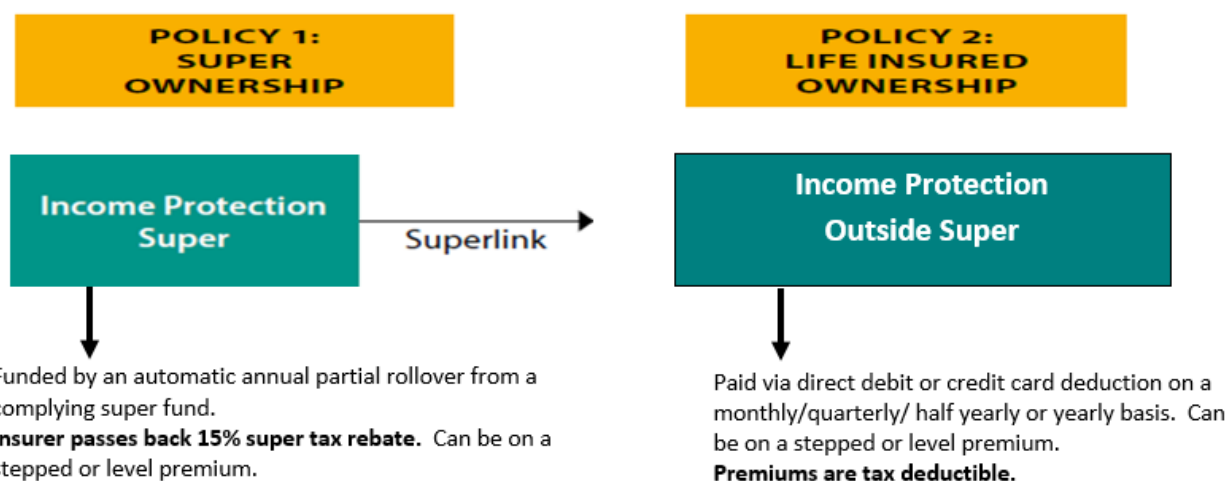 POLICY 1:
SUPER
OWNERSHIP
POLICY 2:
LIFE INSURED
OWNERSHIP
Income Protection
Super
Superlink
Income Protection
Outside Super
Funded by an automatic annual partial rollover from a
complying super fund.
Insurer passes back 15% super tax rebate.  Can be on a
stepped or level premium.
Paid via direct debit or credit card deduction on a
monthly/quarterly/ half yearly or yearly basis.  Can
be on a stepped or level premium.
Premiums are tax deductible.